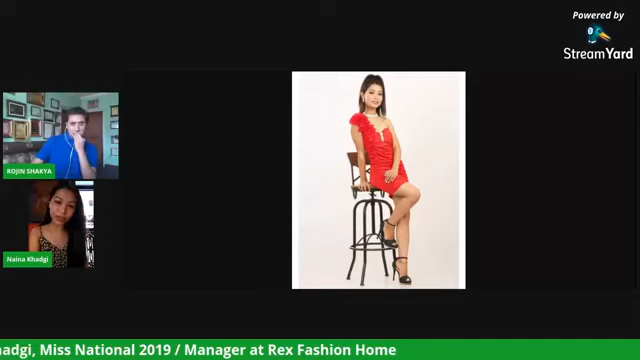 Powered by
StreamYard
ROJIN SHAKYA
Naina Khadgi
hadgi, Miss National 2019 / Manager at Rex Fashion Home